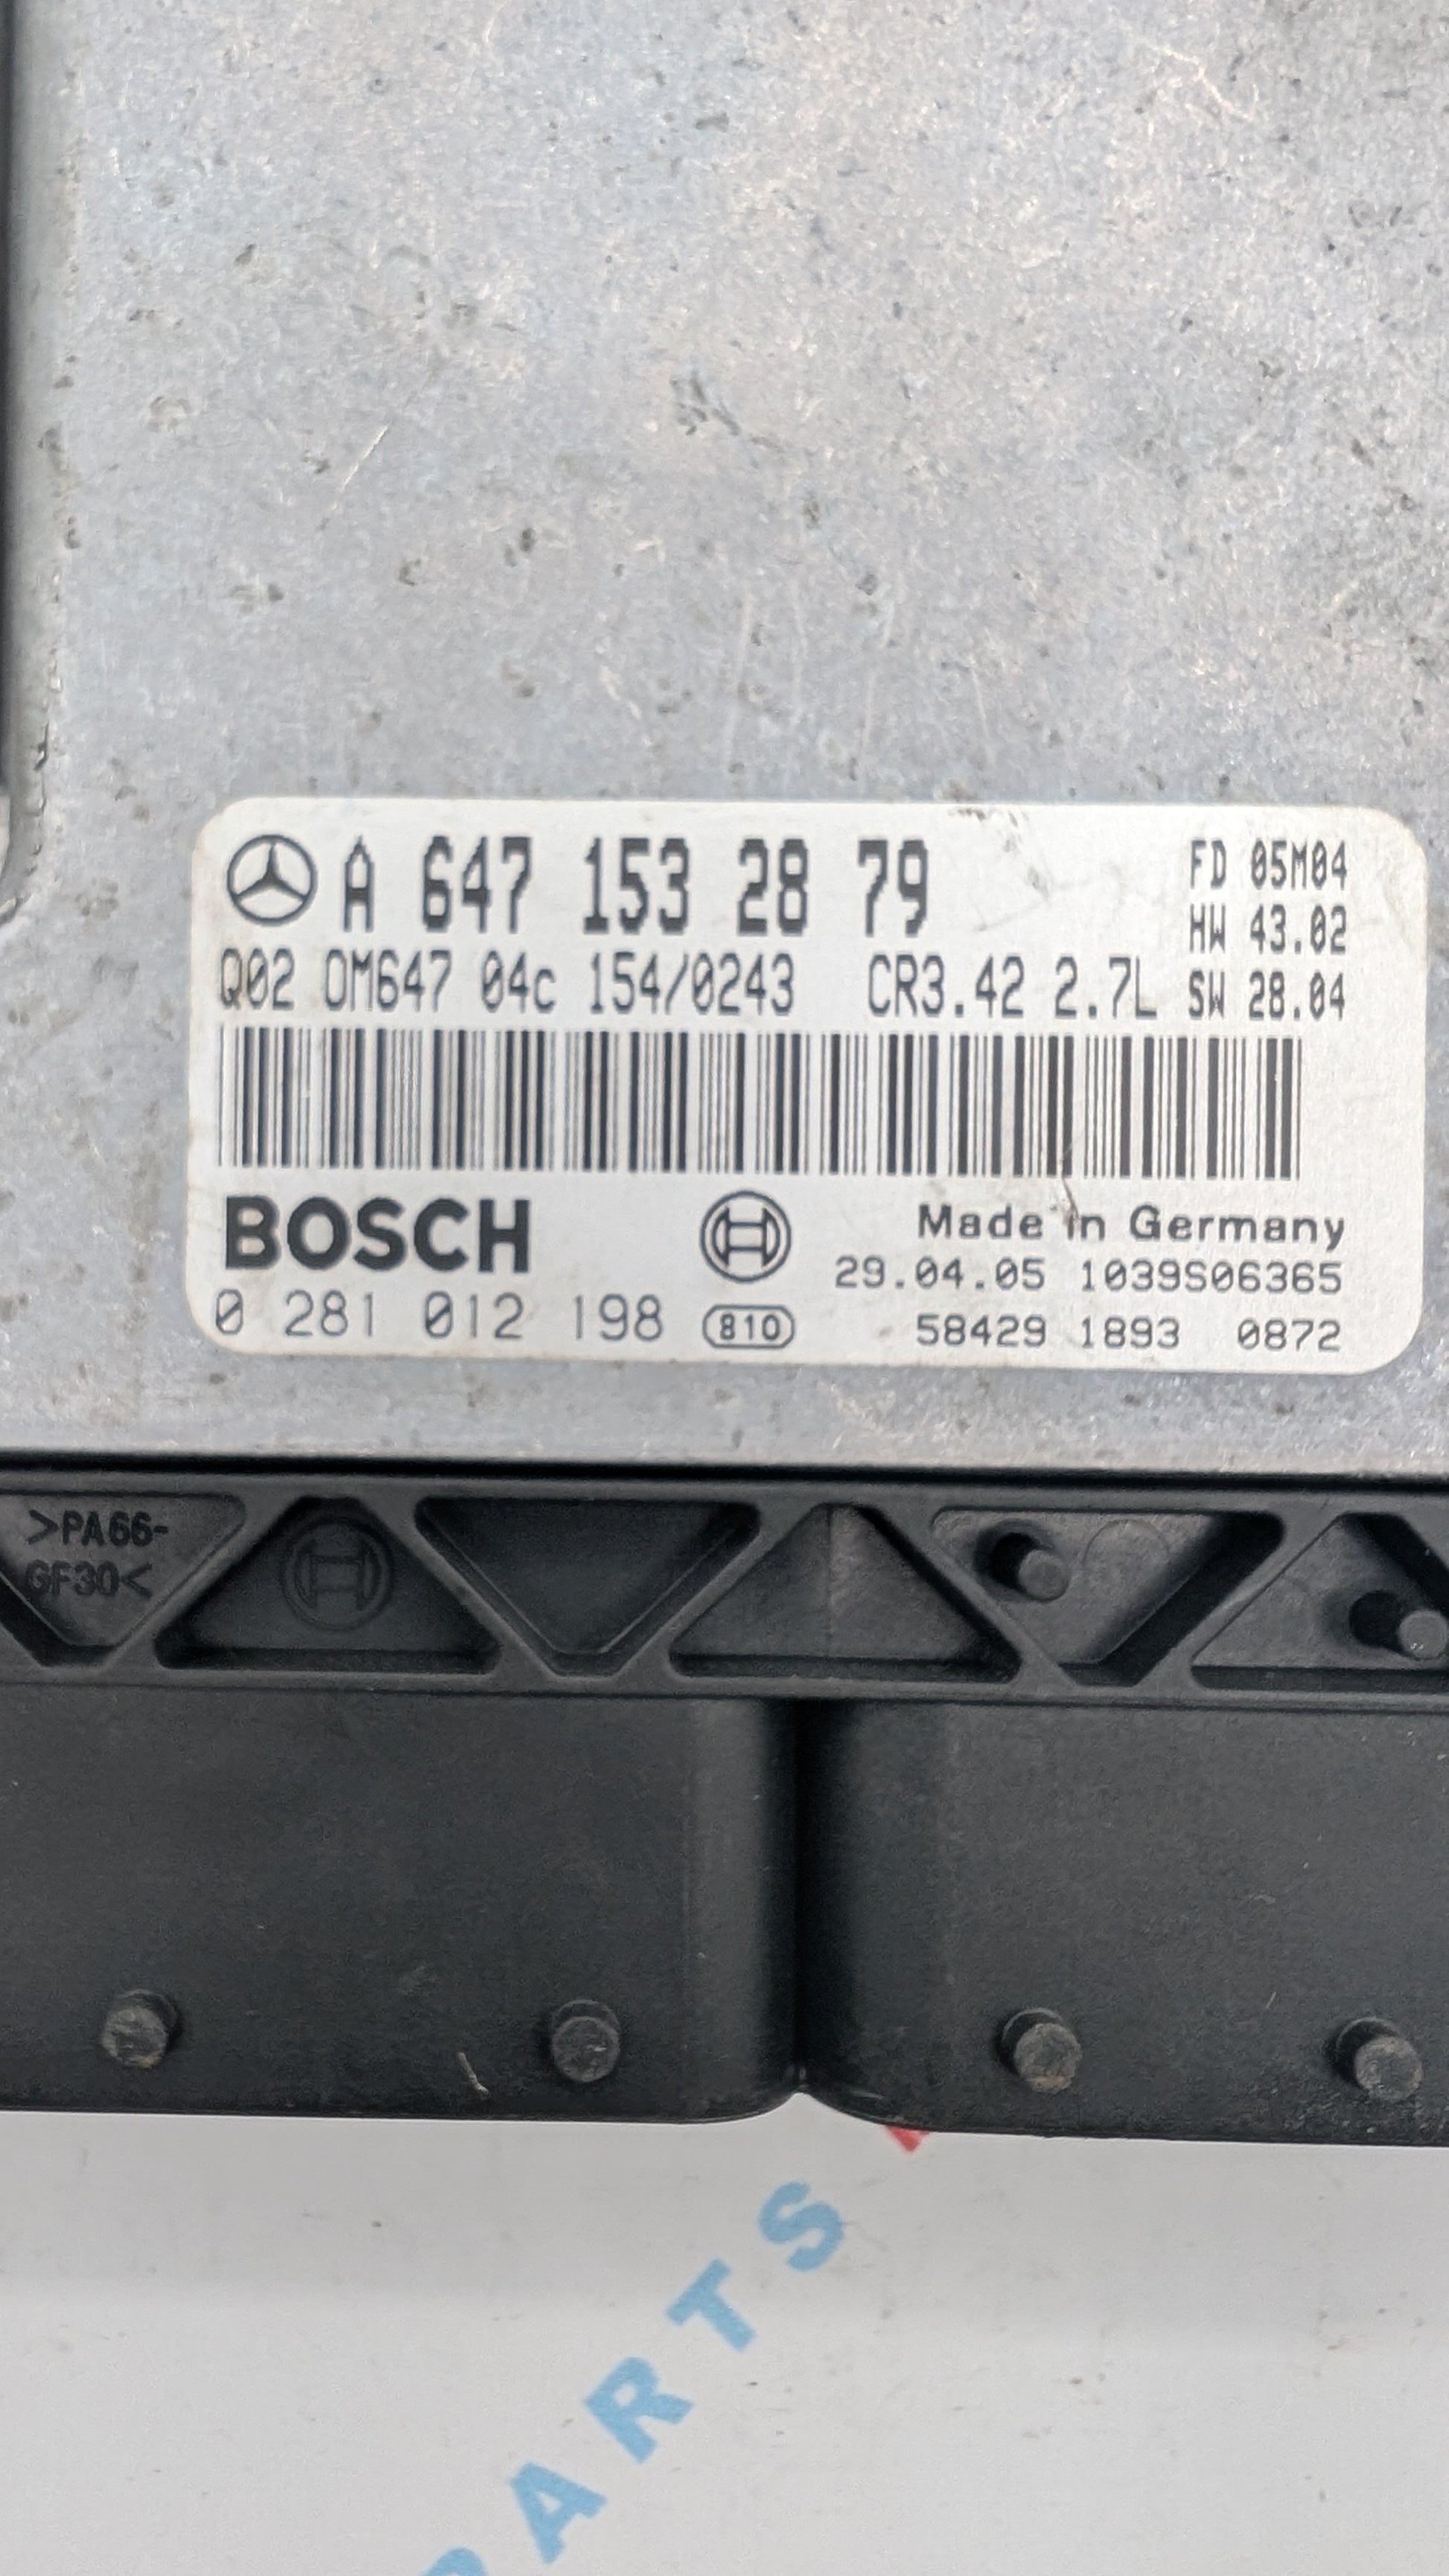 A 647 153 28 79
FD 05M04
HW 43.02
Q02 OM647 04c 154/0243 CR3.42 2.7L SW 28.04
BOSCH
Made in Germany
29.04.05 1039S06365
0 281 012 198 810 58429 1893 0872
>PA66-
GF30<
PARTS